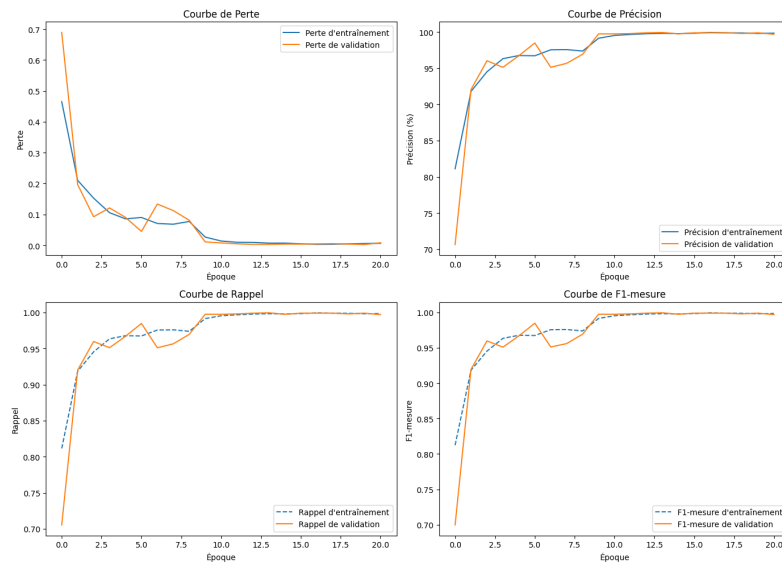 Courbe de Perte
Perte d'entraînement
Perte de validation
0.7
0.6
0.5
0.4
0.3
0.2
0.1
0.0
Perte
0.0 2.5 5.0 7.5 10.0 12.5 15.0 17.5 20.0
Époque
Courbe de Précision
100
95
90
85
80
75
70
Précision (%)
Précision d'entraînement
Précision de validation
0.0 2.5 5.0 7.5 10.0 12.5 15.0 17.5 20.0
Époque
Courbe de Rappel
1.00
0.95
0.90
0.85
0.80
0.75
0.70
Rappel
Rappel d'entraînement
Rappel de validation
0.0 2.5 5.0 7.5 10.0 12.5 15.0 17.5 20.0
Époque
Courbe de F1-mesure
1.00
0.95
0.90
0.85
0.80
0.75
0.70
F1-mesure
F1-mesure d'entraînement
F1-mesure de validation
0.0 2.5 5.0 7.5 10.0 12.5 15.0 17.5 20.0
Époque